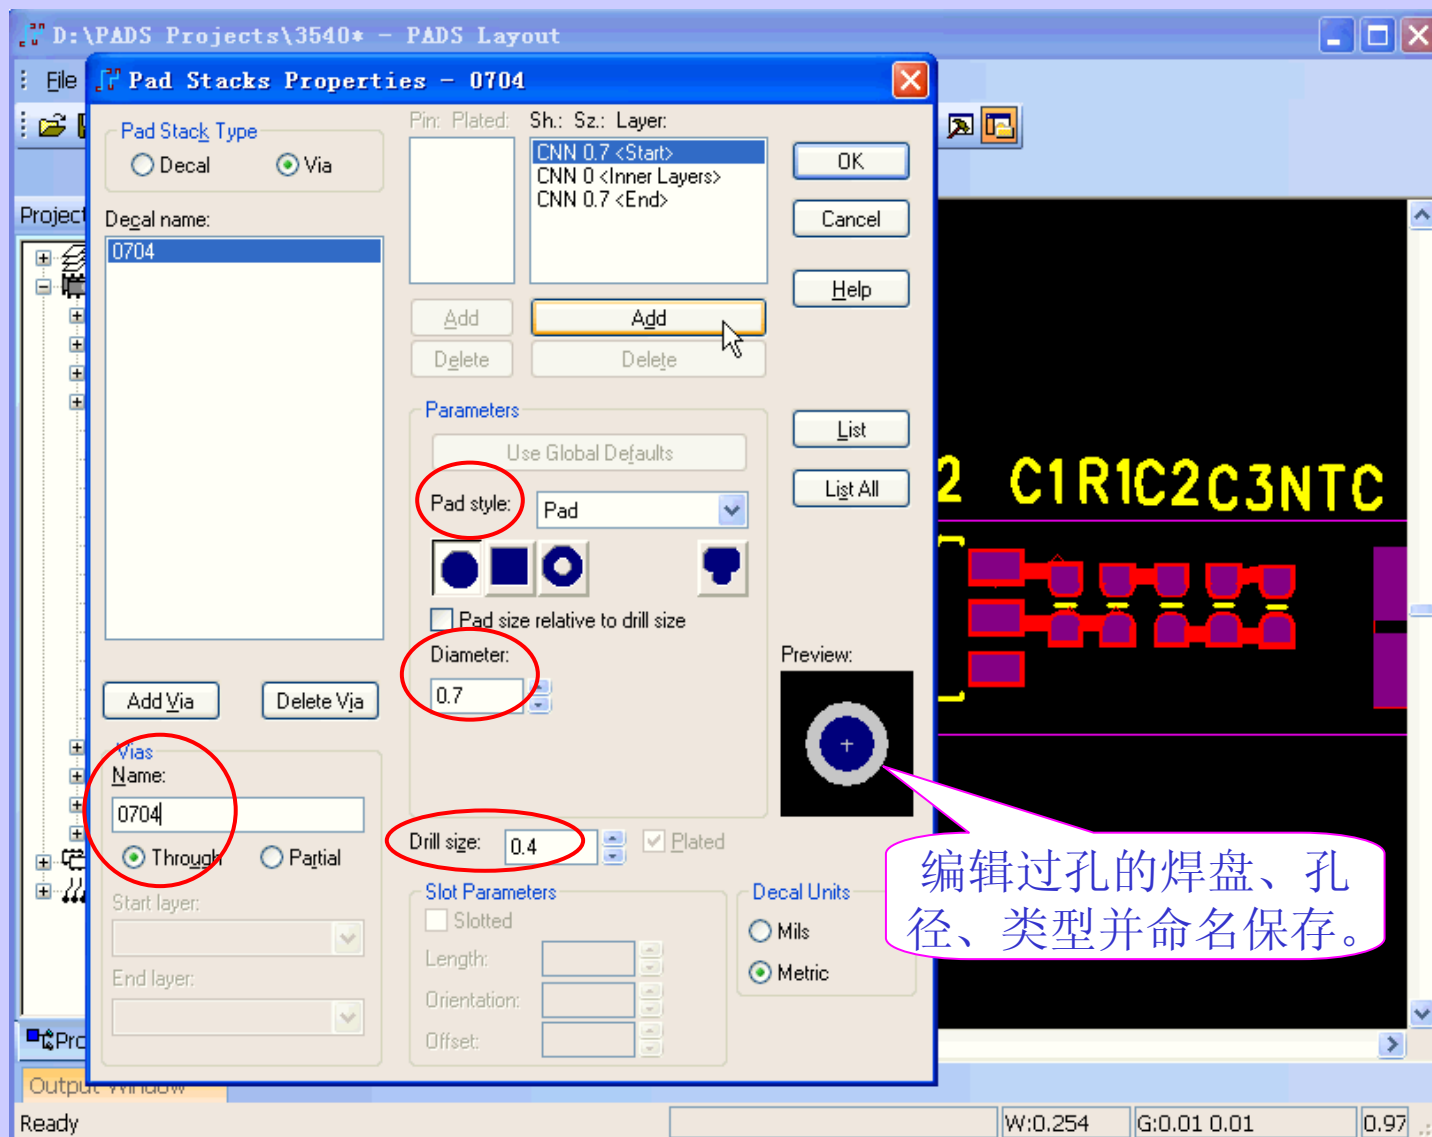 D:\PADS Projects\3540* - PADS Layout
File
Pad Stacks Properties - 0704
Pad Stack Type
Decal
Via
Pin: Plated:
Sh.: Sz.: Layer:
CNN 0.7 <Start>
CNN 0 <Inner Layers>
CNN 0.7 <End>
OK
Cancel
Help
Project
Decal name:
0704
Add
Add
Delete
Delete
Parameters
Use Global Defaults
List
List All
Pad style:
Pad
Pad size relative to drill size
Diameter:
0.7
Preview:
Add Via
Delete Via
Vias
Name:
0704
Through
Partial
Start layer:
End layer:
Drill size:
0.4
Plated
Slot Parameters
Slotted
Length:
Orientation:
Offset:
Decal Units
Mils
Metric
2 C1R1C2C3NTC
编辑过孔的焊盘、孔
径、类型并命名保存。
Pro
Output Window
Ready
W:0.254
G:0.01 0.01
0.97